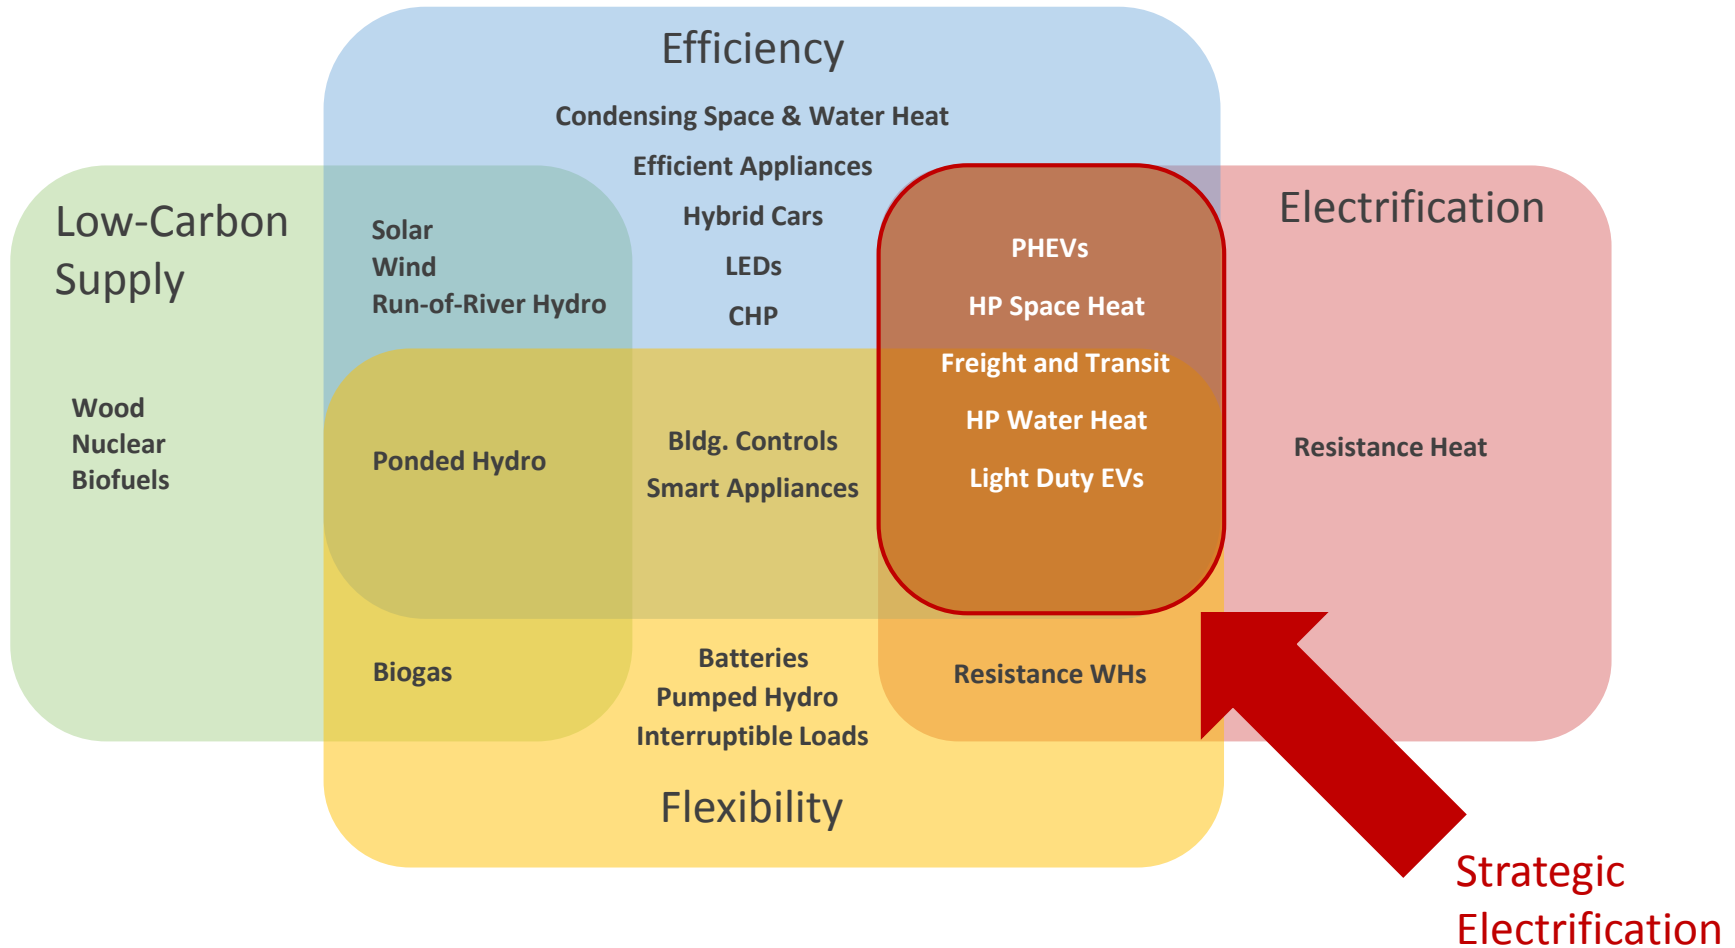 Efficiency
Condensing Space & Water Heat
Efficient Appliances
Hybrid Cars
LEDs
CHP
Low-Carbon
Supply
Solar
Wind
Run-of-River Hydro
Wood
Nuclear
Biofuels
Ponded Hydro
Bldg. Controls
Smart Appliances
PHEVs
HP Space Heat
Freight and Transit
HP Water Heat
Light Duty EVs
Electrification
Resistance Heat
Biogas
Batteries
Pumped Hydro
Interruptible Loads
Resistance WHs
Flexibility
Strategic
Electrification